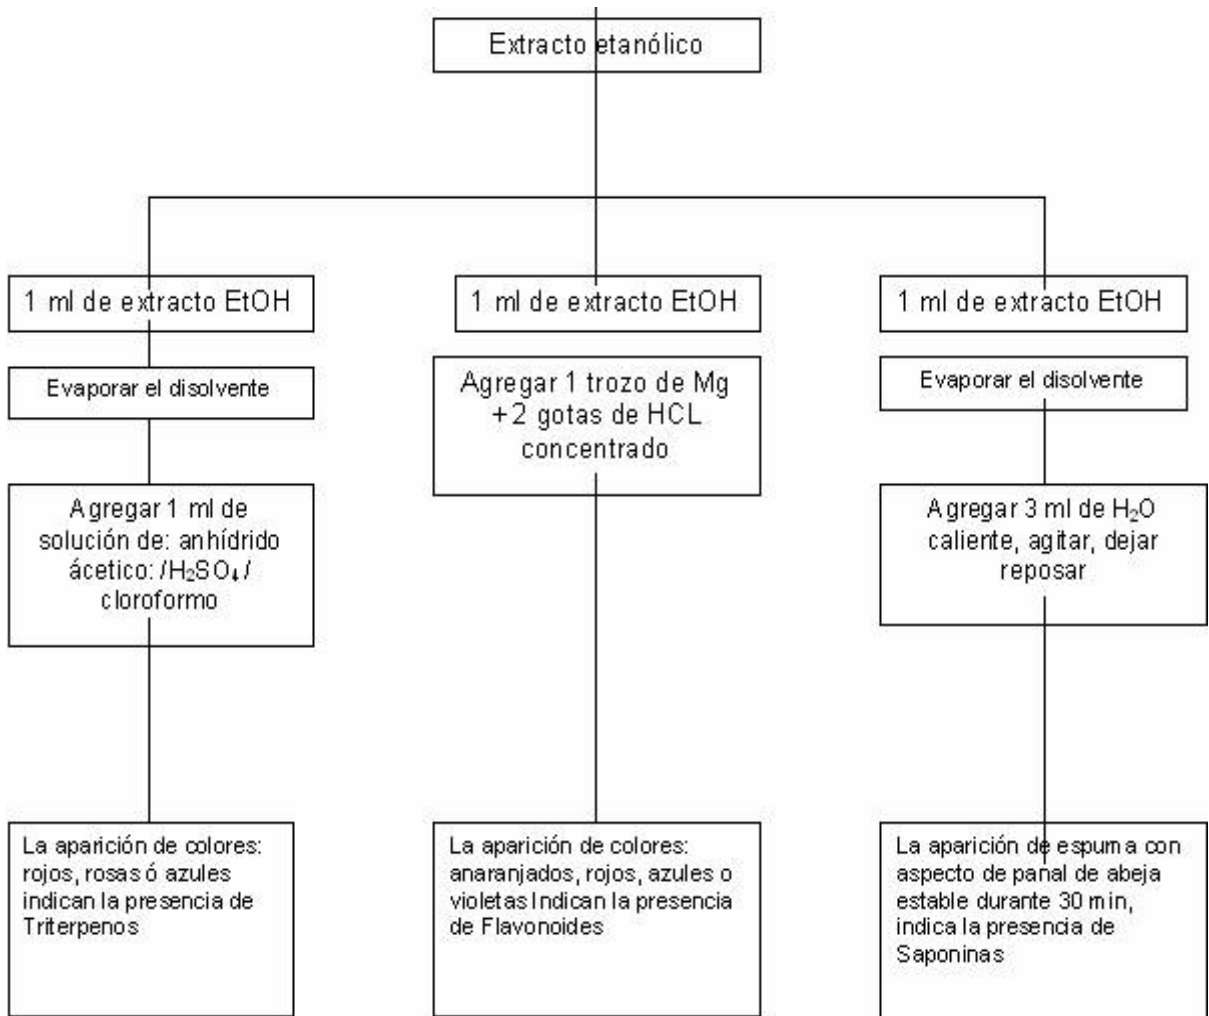 Extracto etanólico
1 ml de extracto EtOH
Evaporar el disolvente
Agregar 1 ml de
solución de: anhídrido
ácetico: /H₂SO₄ /
cloroformo
La aparición de colores:
rojos, rosas ó azules
indican la presencia de
Triterpenos
1 ml de extracto EtOH
Agregar 1 trozo de Mg
+2 gotas de HCL
concentrado
La aparición de colores:
anaranjados, rojos, azules o
violetas Indican la presencia
de Flavonoides
1 ml de extracto EtOH
Evaporar el disolvente
Agregar 3 ml de H₂O
caliente, agitar, dejar
reposar
La aparición de espuma con
aspecto de panal de abeja
estable durante 30 min,
indica la presencia de
Saponinas